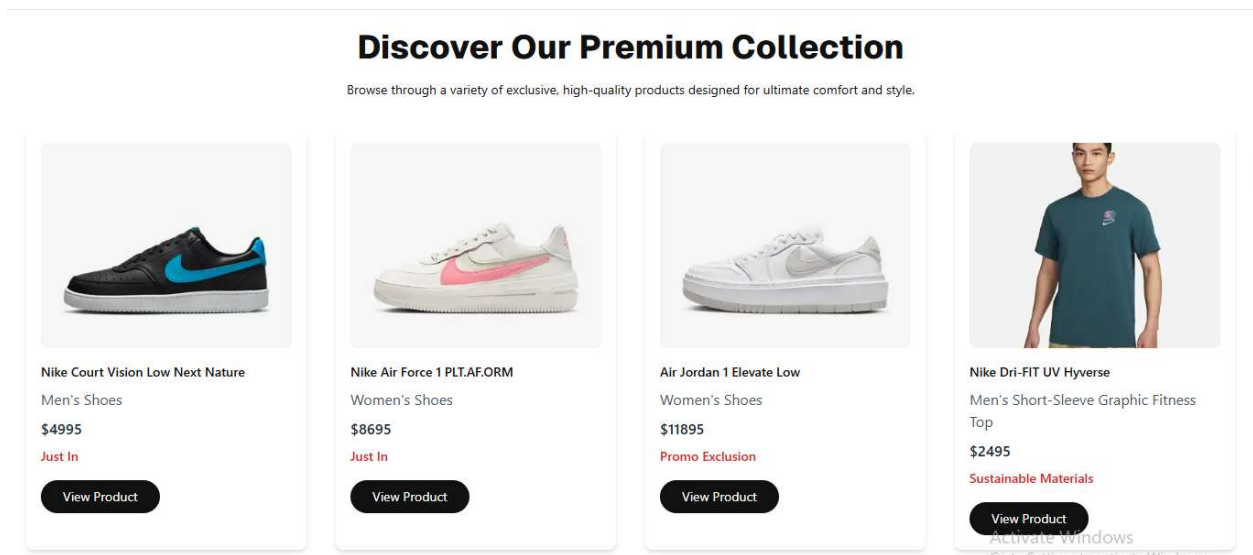 Discover Our Premium Collection
Browse through a variety of exclusive, high-quality products designed for ultimate comfort and style.
Nike Court Vision Low Next Nature
Men's Shoes
$4995
Just In
View Product
Nike Air Force 1 PLT.AF.ORM
Women's Shoes
$8695
Just In
View Product
Air Jordan 1 Elevate Low
Women's Shoes
$11895
Promo Exclusion
View Product
Nike Dri-FIT UV Hyverse
Men's Short-Sleeve Graphic Fitness
Top
$2495
Sustainable Materials
View Product
Activate Windows